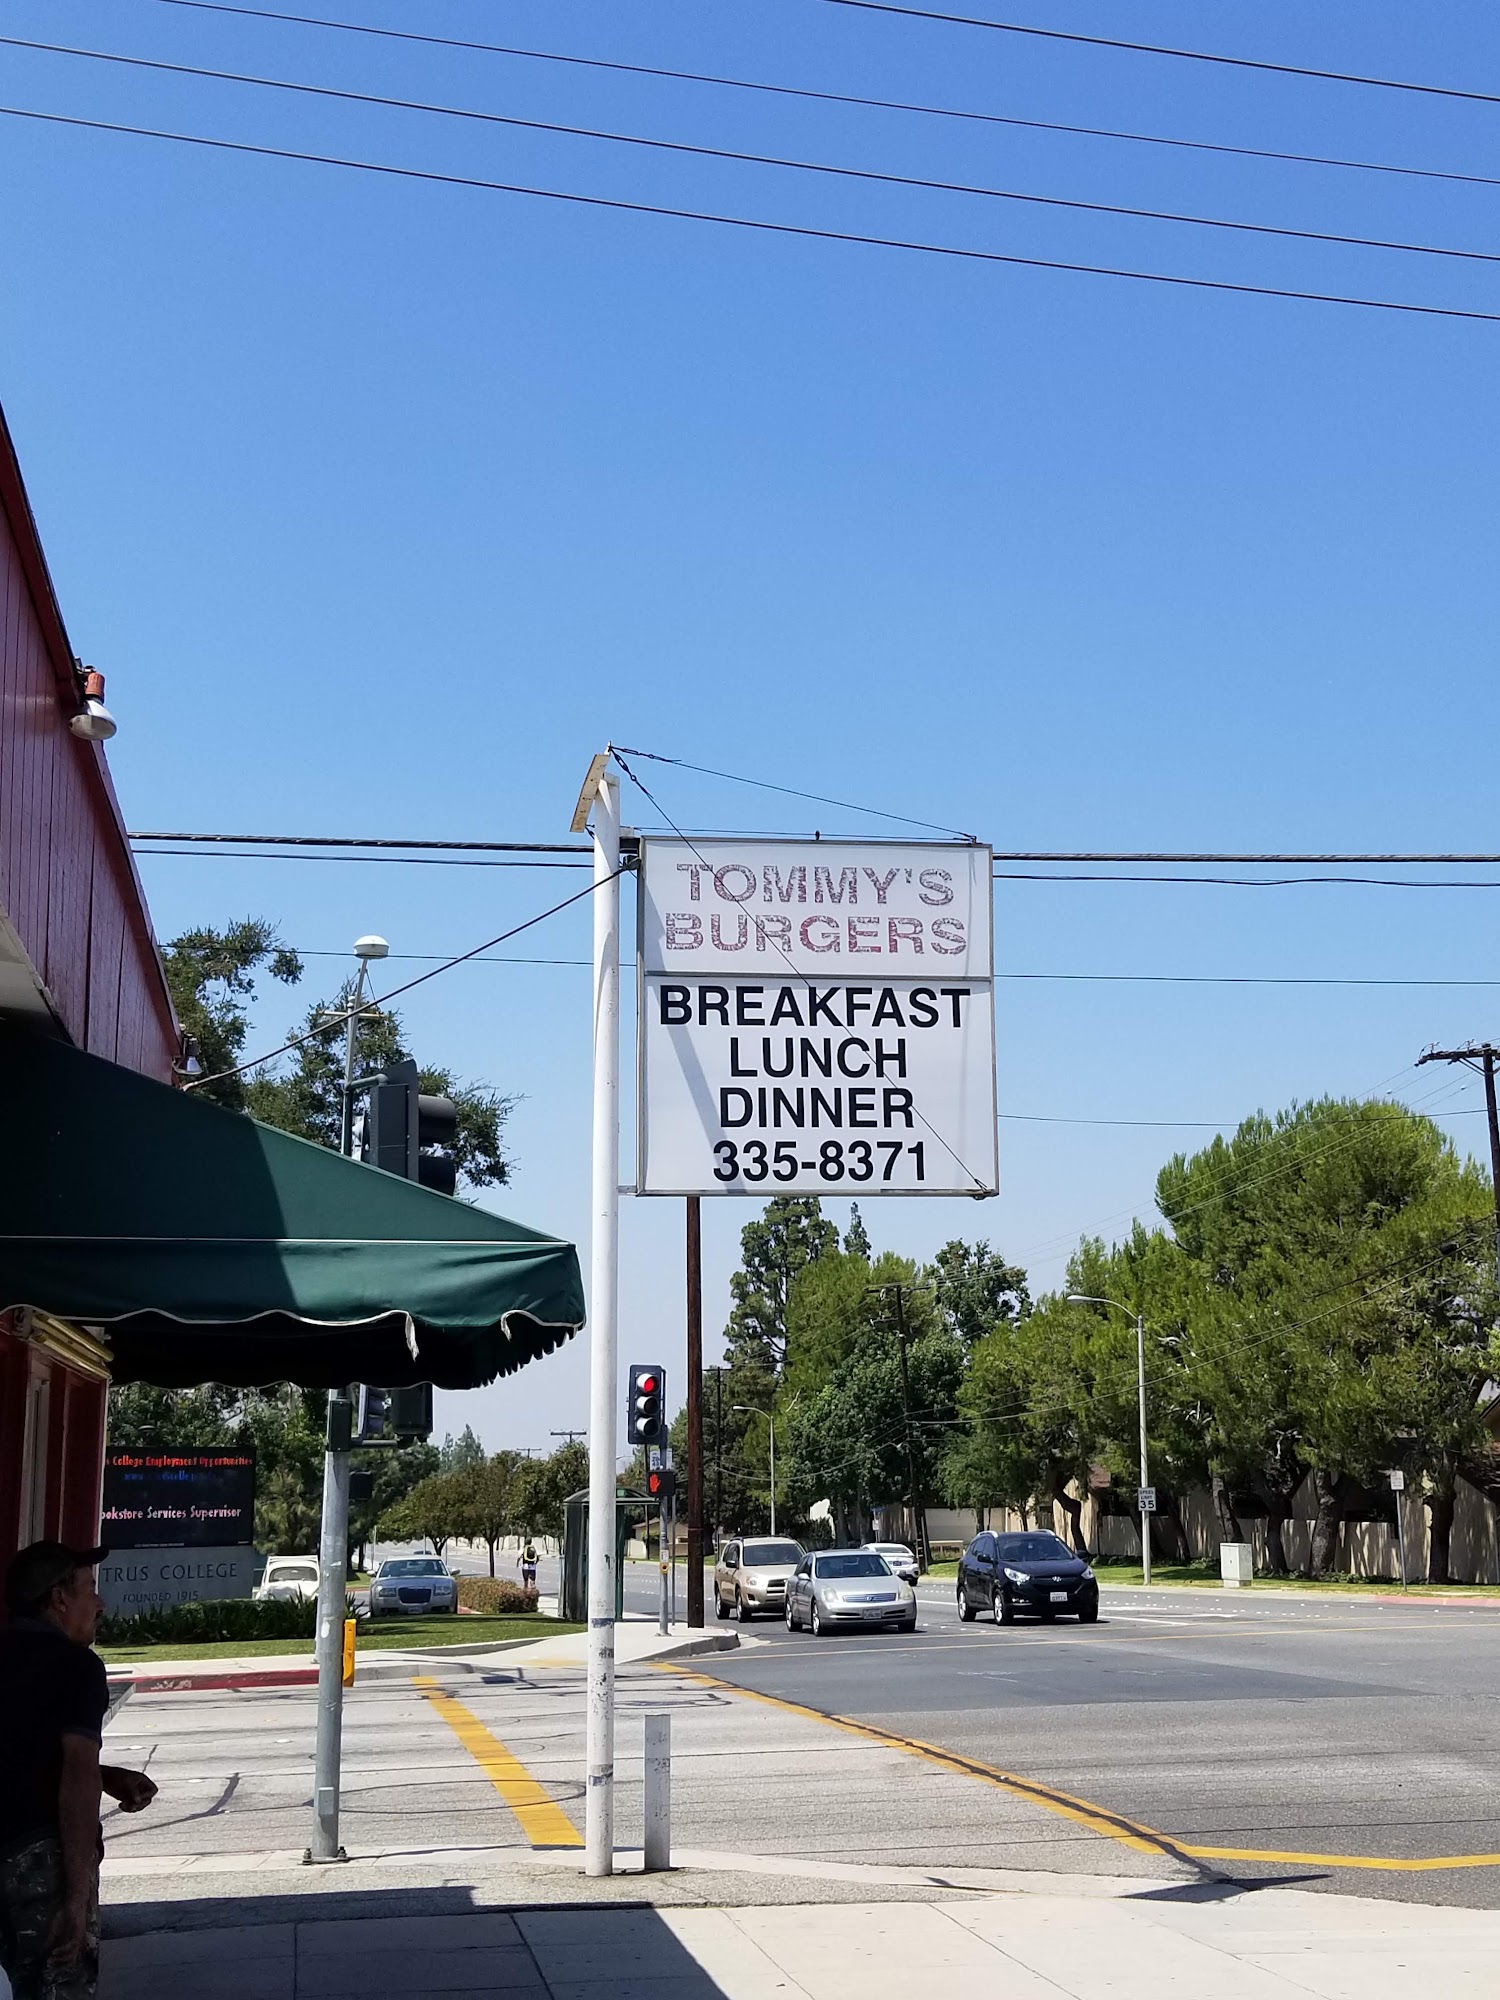 TOMMY'S
BURGERS
BREAKFAST
LUNCH
DINNER
335-8371
College Employment Opportunities
Services Supervisor
TRUS COLLEGE
FOUNDED 1915
SPEED
LIMIT
35